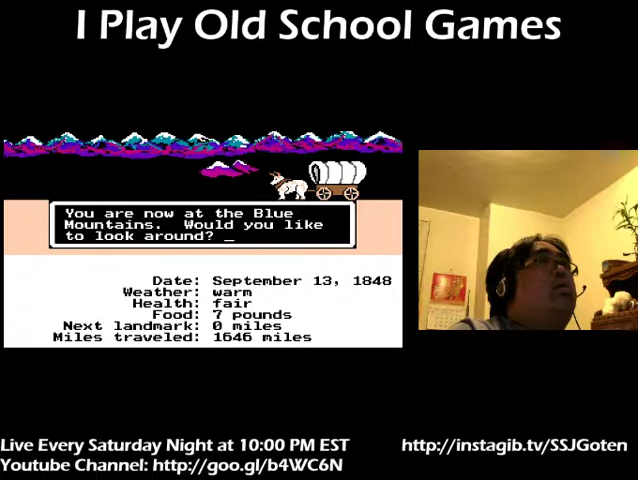 I Play Old School Games
You are now at the Blue
Mountains. Would you like
to look around? _
Date: September 13, 1848
Weather: warm
Health: fair
Food: 7 pounds
Next landmark: 0 miles
Miles traveled: 1646 miles
Live Every Saturday Night at 10:00 PM EST
http://instagib.tv/SSJGoten
Youtube Channel: http://goo.gl/b4WC6N